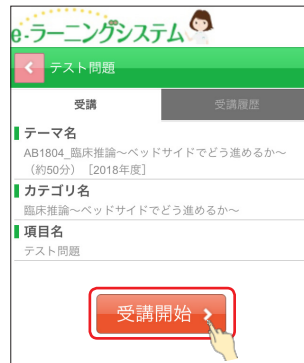 e-ラーニングシステム
テスト問題
受講 受講履歴
テーマ名
AB1804_臨床推論～ベッドサイドでどう進めるか～
（約50分） [2018年度]
カテゴリ名
臨床推論～ベッドサイドでどう進めるか～
項目名
テスト問題
受講開始